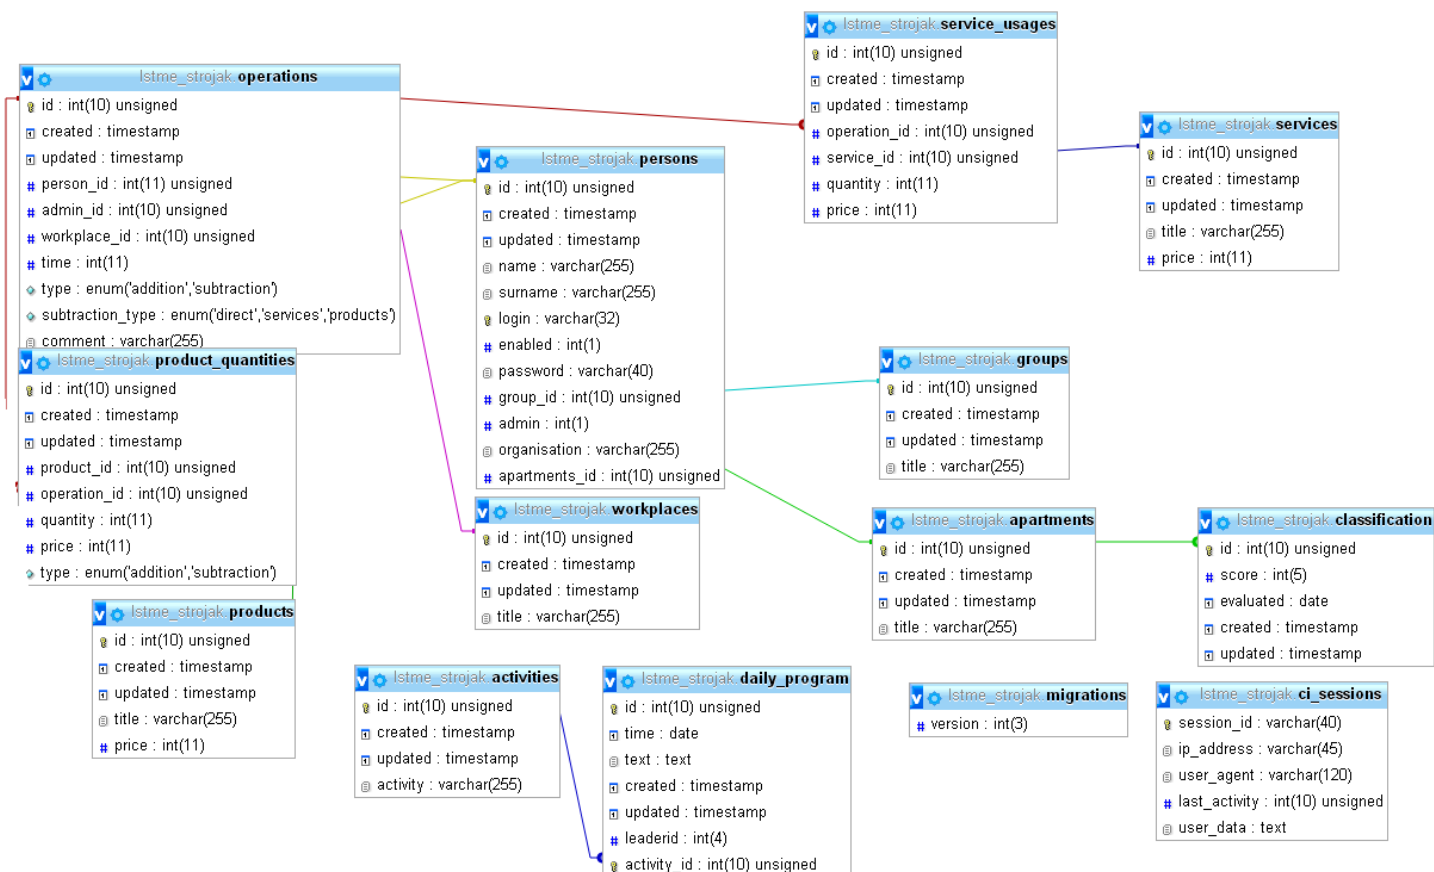 lstme_strojak.operations
id : int(10) unsigned
created : timestamp
updated : timestamp
person_id : int(11) unsigned
admin_id : int(10) unsigned
workplace_id : int(10) unsigned
time : int(11)
type : enum('addition','subtraction')
subtraction_type : enum('direct','services','products')
comment : varchar(255)
lstme_strojak.product_quantities
id : int(10) unsigned
created : timestamp
updated : timestamp
product_id : int(10) unsigned
operation_id : int(10) unsigned
quantity : int(11)
price : int(11)
type : enum('addition','subtraction')
lstme_strojak.products
id : int(10) unsigned
created : timestamp
updated : timestamp
title : varchar(255)
price : int(11)
lstme_strojak.persons
id : int(10) unsigned
created : timestamp
updated : timestamp
name : varchar(255)
surname : varchar(255)
login : varchar(32)
enabled : int(1)
password : varchar(40)
group_id : int(10) unsigned
admin : int(1)
organisation : varchar(255)
apartments_id : int(10) unsigned
lstme_strojak.workplaces
id : int(10) unsigned
created : timestamp
updated : timestamp
title : varchar(255)
lstme_strojak.activities
id : int(10) unsigned
created : timestamp
updated : timestamp
activity : varchar(255)
lstme_strojak.daily_program
id : int(10) unsigned
time : date
text : text
created : timestamp
updated : timestamp
leaderid : int(4)
activity_id : int(10) unsigned
lstme_strojak.service_usages
id : int(10) unsigned
created : timestamp
updated : timestamp
operation_id : int(10) unsigned
service_id : int(10) unsigned
quantity : int(11)
price : int(11)
lstme_strojak.services
id : int(10) unsigned
created : timestamp
updated : timestamp
title : varchar(255)
price : int(11)
lstme_strojak.groups
id : int(10) unsigned
created : timestamp
updated : timestamp
title : varchar(255)
lstme_strojak.apartments
id : int(10) unsigned
created : timestamp
updated : timestamp
title : varchar(255)
lstme_strojak.classification
id : int(10) unsigned
score : int(5)
evaluated : date
created : timestamp
updated : timestamp
lstme_strojak.migrations
version : int(3)
lstme_strojak.ci_sessions
session_id : varchar(40)
ip_address : varchar(45)
user_agent : varchar(120)
last_activity : int(10) unsigned
user_data : text